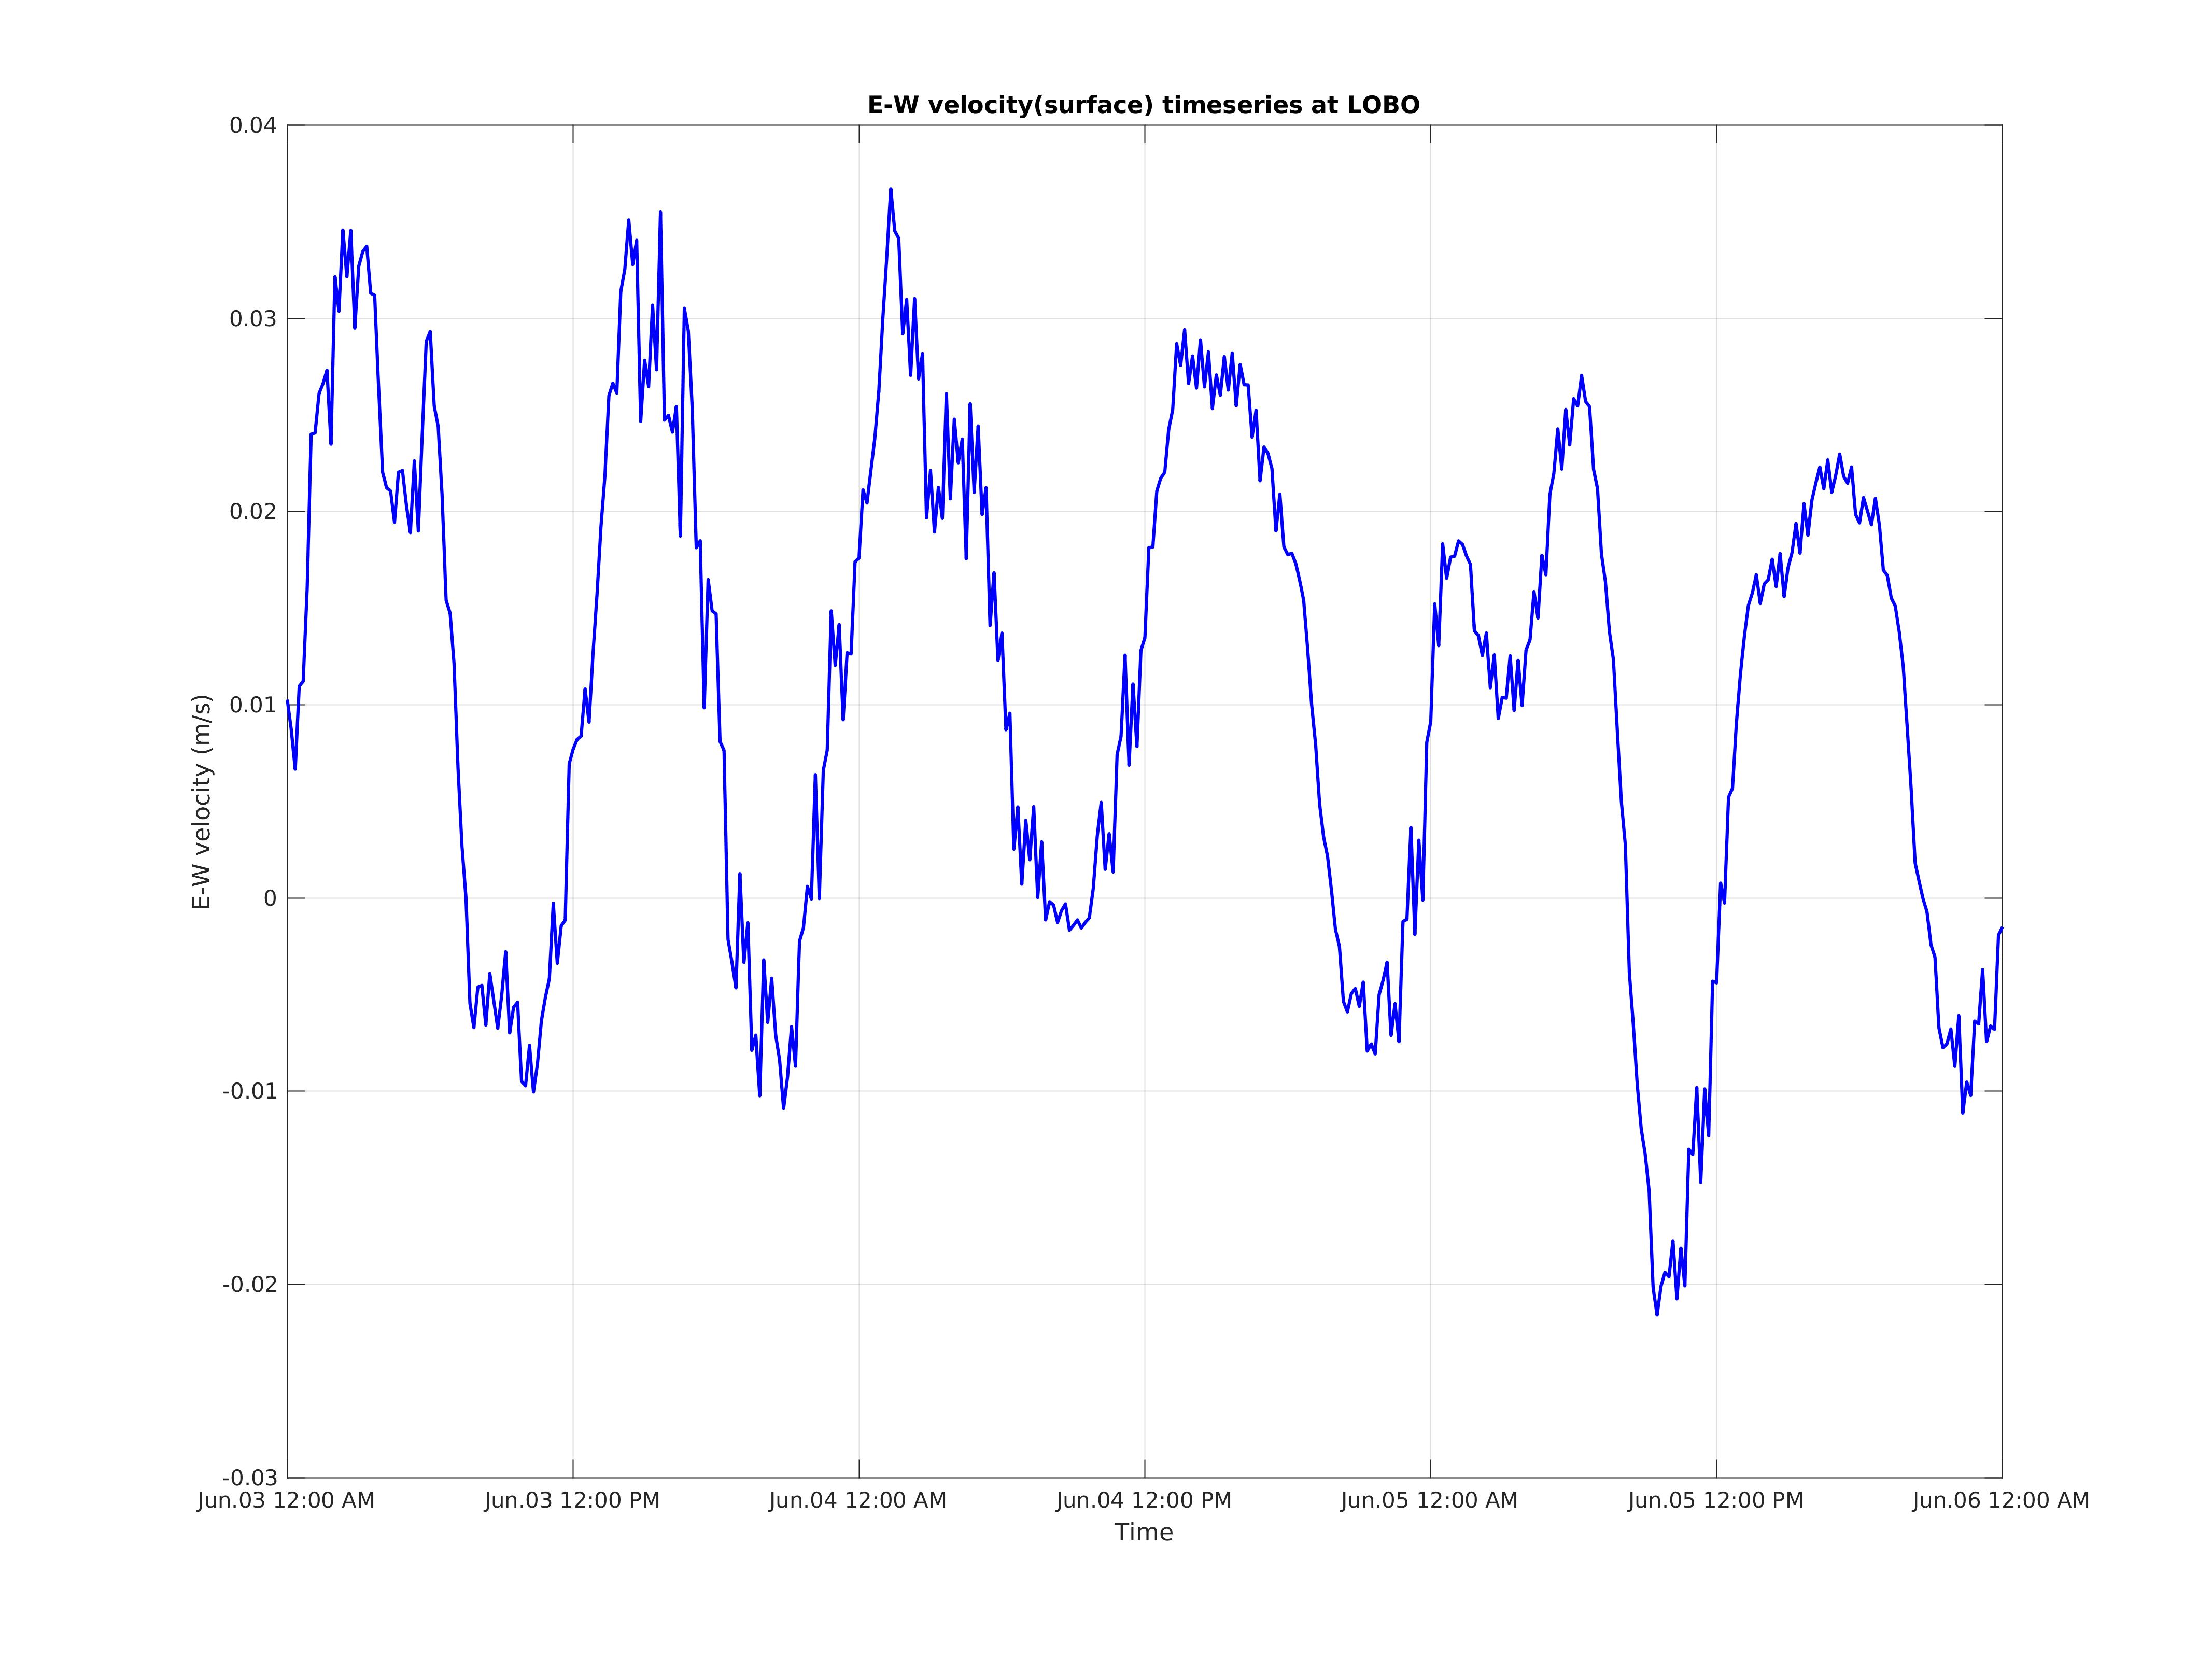 E-W velocity(surface) timeseries at LOBO
0.04
0.03
0.02
0.01
0
-0.01
-0.02
-0.03
E-W velocity (m/s)
Jun.03 12:00 AM
Jun.03 12:00 PM
Jun.04 12:00 AM
Jun.04 12:00 PM
Jun.05 12:00 AM
Jun.05 12:00 PM
Jun.06 12:00 AM
Time